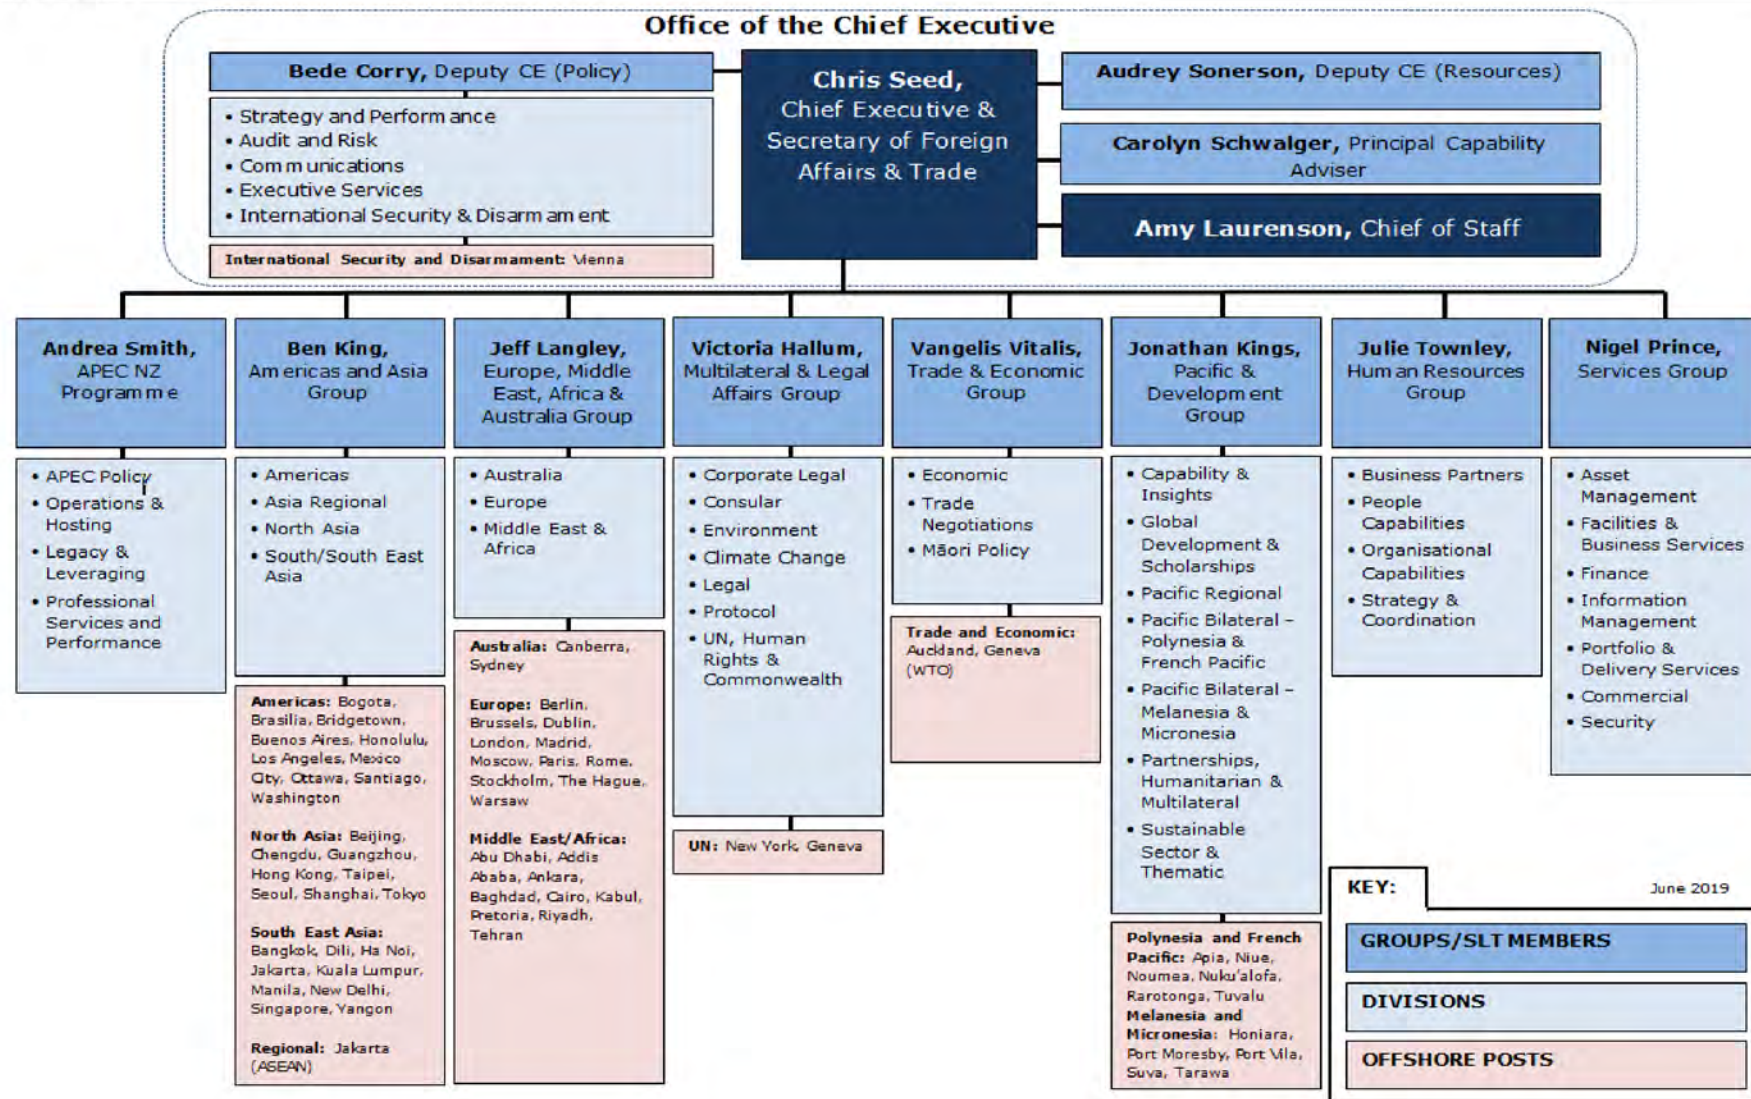 Office of the Chief Executive
Bede Corry, Deputy CE (Policy)
• Strategy and Performance
• Audit and Risk
• Communications
• Executive Services
• International Security & Disarmament
International Security and Disarmament: Vienna
Chris Seed,
Chief Executive &
Secretary of Foreign
Affairs & Trade
Audrey Sonerson, Deputy CE (Resources)
Carolyn Schwalger, Principal Capability
Adviser
Amy Laurenson, Chief of Staff
Andrea Smith,
APEC NZ
Programme
• APEC Policy
• Operations &
Hosting
• Legacy &
Leveraging
• Professional
Services and
Performance
Ben King,
Americas and Asia
Group
• Americas
• Asia Regional
• North Asia
• South/South East
Asia
Americas: Bogota,
Brasilia, Bridgetown,
Buenos Aires, Honolulu,
Los Angeles, Mexico
City, Ottawa, Santiago,
Washington
North Asia: Beijing,
Chengdu, Guangzhou,
Hong Kong, Taipei,
Seoul, Shanghai, Tokyo
South East Asia:
Bangkok, Dili, Ha Noi,
Jakarta, Kuala Lumpur,
Manila, New Delhi,
Singapore, Yangon
Regional: Jakarta
(ASEAN)
Jeff Langley,
Europe, Middle
East, Africa &
Australia Group
• Australia
• Europe
• Middle East &
Africa
Australia: Canberra,
Sydney
Europe: Berlin,
Brussels, Dublin,
London, Madrid,
Moscow, Paris, Rome,
Stockholm, The Hague,
Warsaw
Middle East/Africa:
Abu Dhabi, Addis
Ababa, Ankara,
Baghdad, Cairo, Kabul,
Pretoria, Riyadh,
Tehran
Victoria Hallum,
Multilateral & Legal
Affairs Group
• Corporate Legal
• Consular
• Environment
• Climate Change
• Legal
• Protocol
• UN, Human
Rights &
Commonwealth
UN: New York, Geneva
Vangelis Vitalis,
Trade & Economic
Group
• Economic
• Trade
Negotiations
• Māori Policy
Trade and Economic:
Auckland, Geneva
(WTO)
Jonathan Kings,
Pacific &
Development
Group
• Capability &
Insights
• Global
Development &
Scholarships
• Pacific Regional
• Pacific Bilateral –
Polynesia &
French Pacific
• Pacific Bilateral –
Melanesia &
Micronesia
• Partnerships,
Humanitarian &
Multilateral
• Sustainable
Sector &
Thematic
Polynesia and French
Pacific: Apia, Niue,
Noumea, Nuku'alofa,
Rarotonga, Tuvalu
Melanesia and
Micronesia: Honiara,
Port Moresby, Port Vila,
Suva, Tarawa
Julie Townley,
Human Resources
Group
• Business Partners
• People
Capabilities
• Organisational
Capabilities
• Strategy &
Coordination
Nigel Prince,
Services Group
• Asset
Management
• Facilities &
Business Services
• Finance
• Information
Management
• Portfolio &
Delivery Services
• Commercial
• Security
KEY:
June 2019
GROUPS/SLT MEMBERS
DIVISIONS
OFFSHORE POSTS